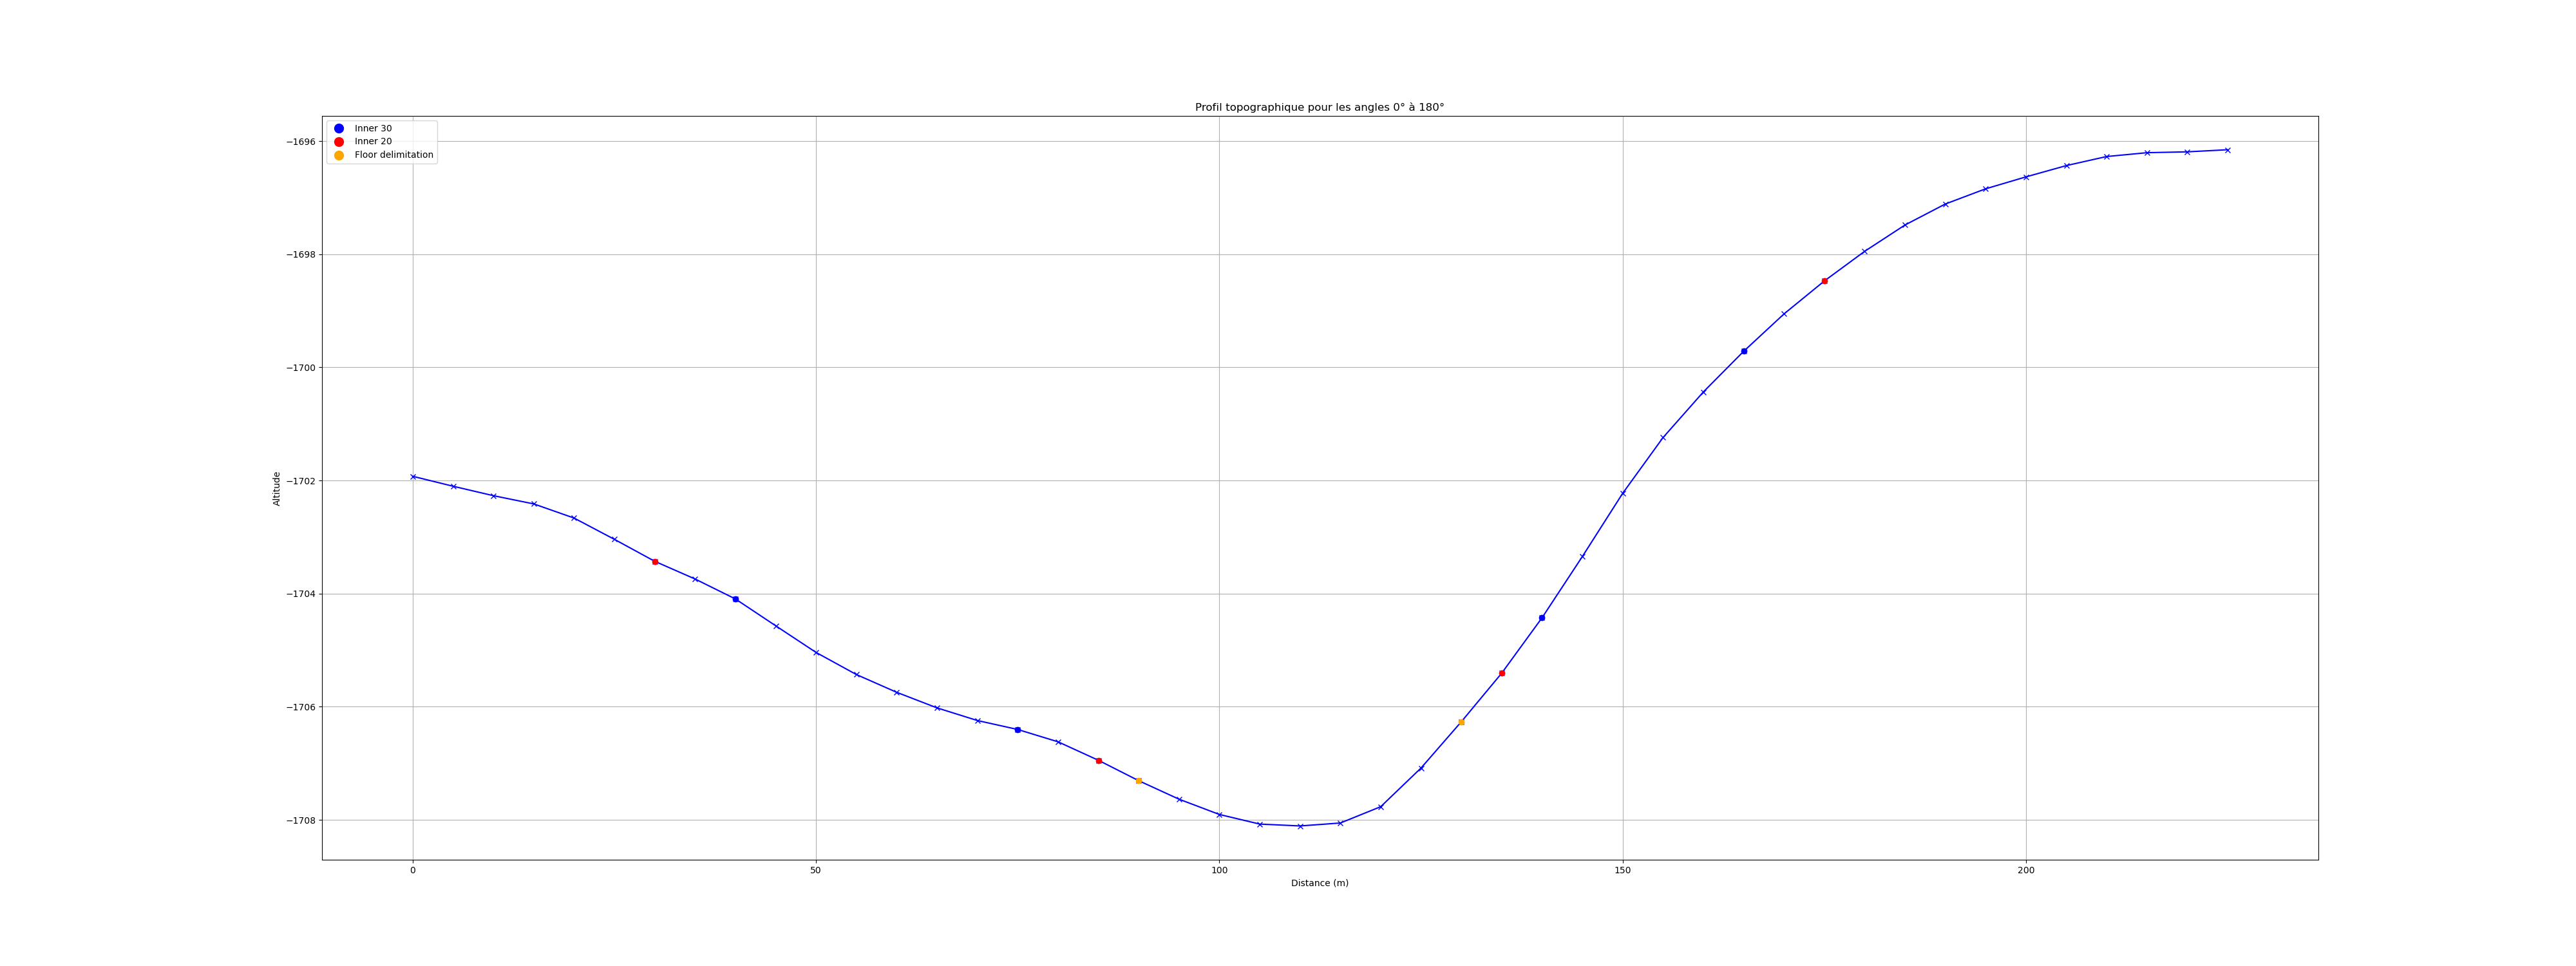 Profil topographique pour les angles 0° à 180°
Inner 30
Inner 20
Floor delimitation
−1696
−1698
−1700
−1702
−1704
−1706
−1708
Altitude
0
50
100
150
200
Distance (m)